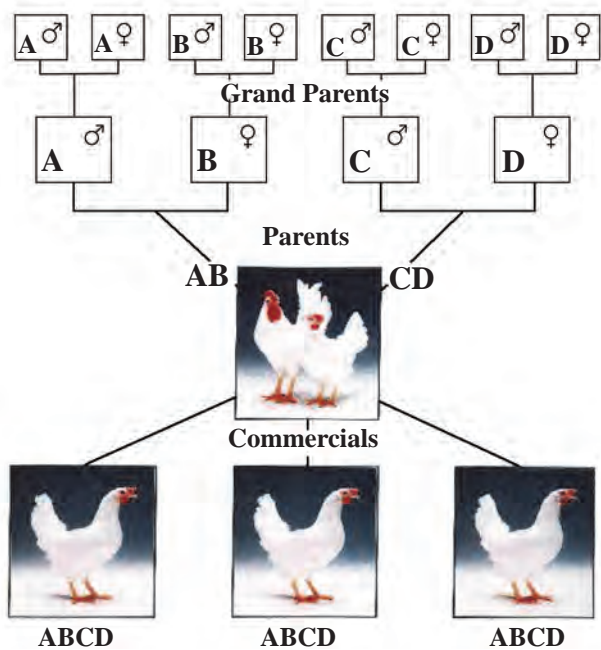 A ♂ A ♀ B ♂ B ♀ C ♂ C ♀ D ♂ D ♀
Grand Parents
A ♂ B ♀ C ♂ D ♀
Parents
AB CD
Commercials
ABCD ABCD ABCD